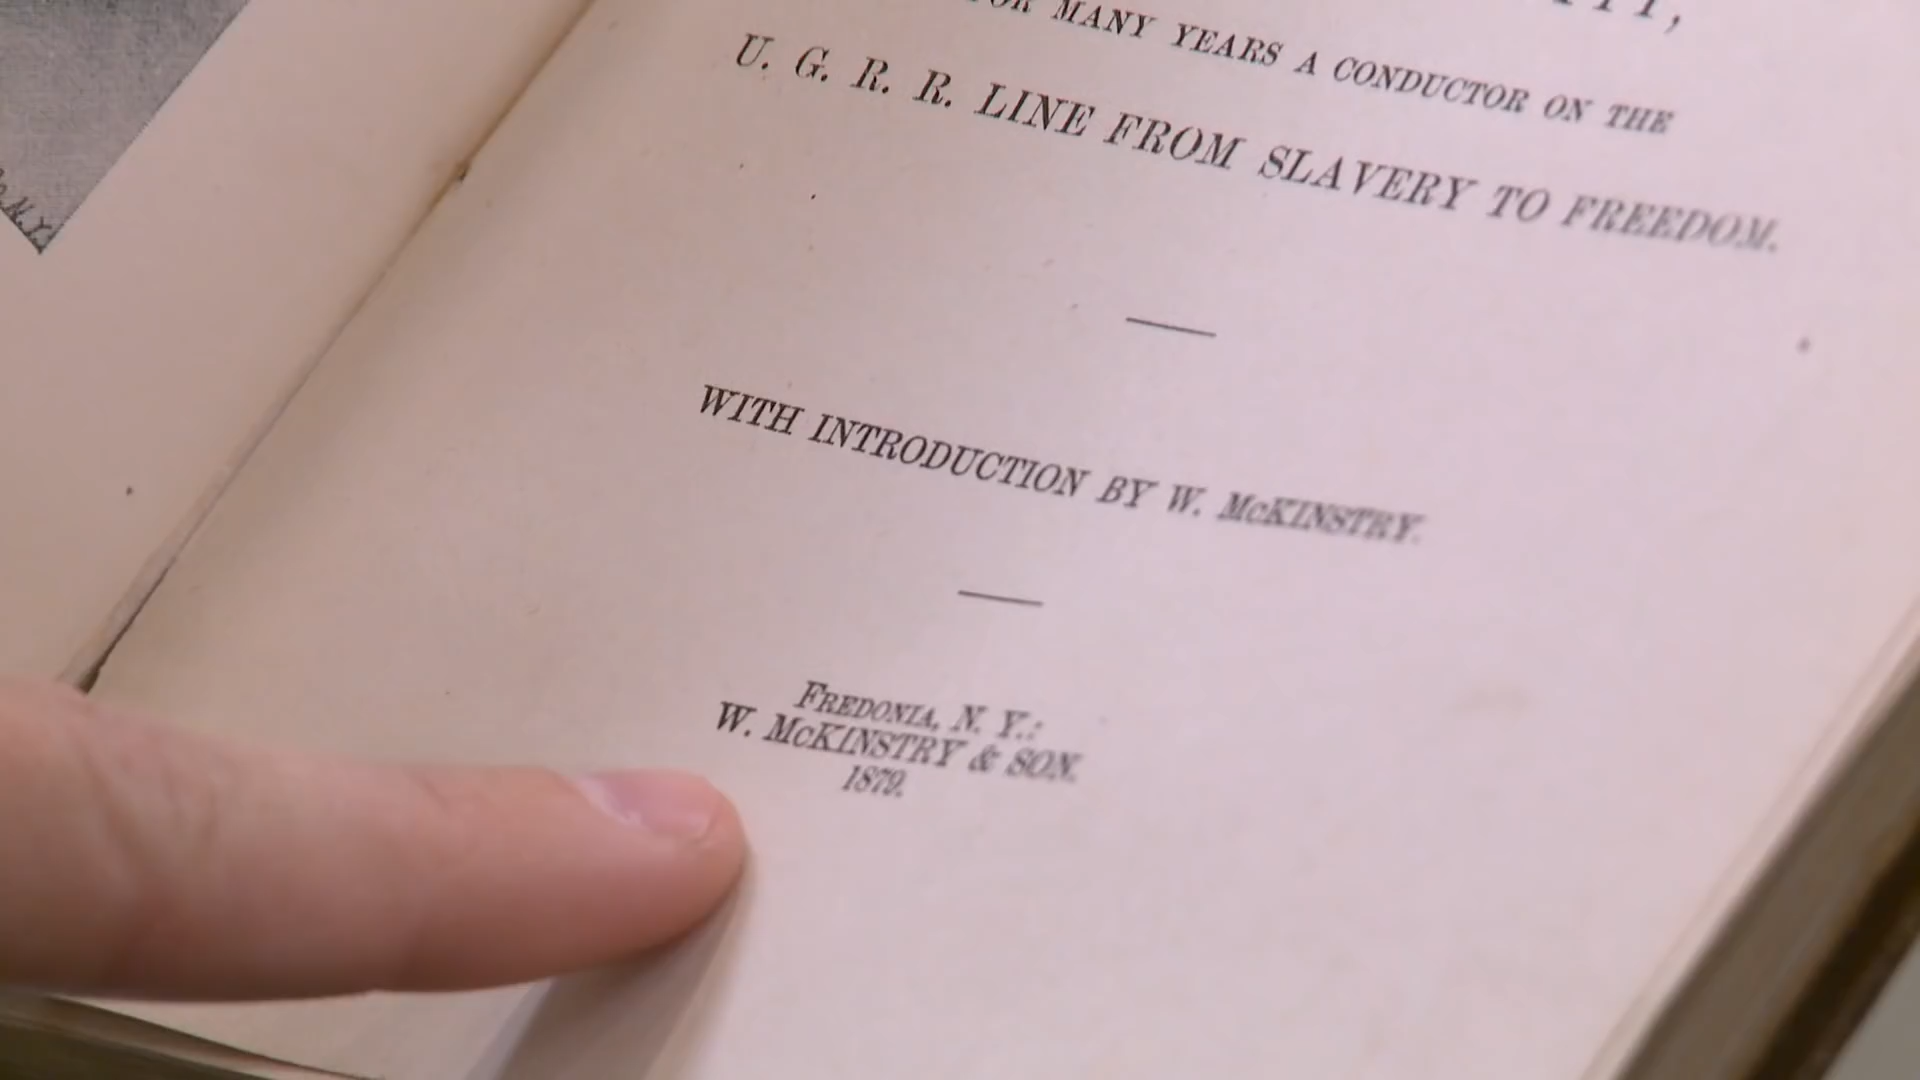 MANY YEARS A CONDUCTOR ON THE
U. G. R. R. LINE FROM SLAVERY TO FREEDOM.
WITH INTRODUCTION BY W. McKINSTRY.
FREDONIA, N. Y.:
W. McKINSTRY & SON.
1879.